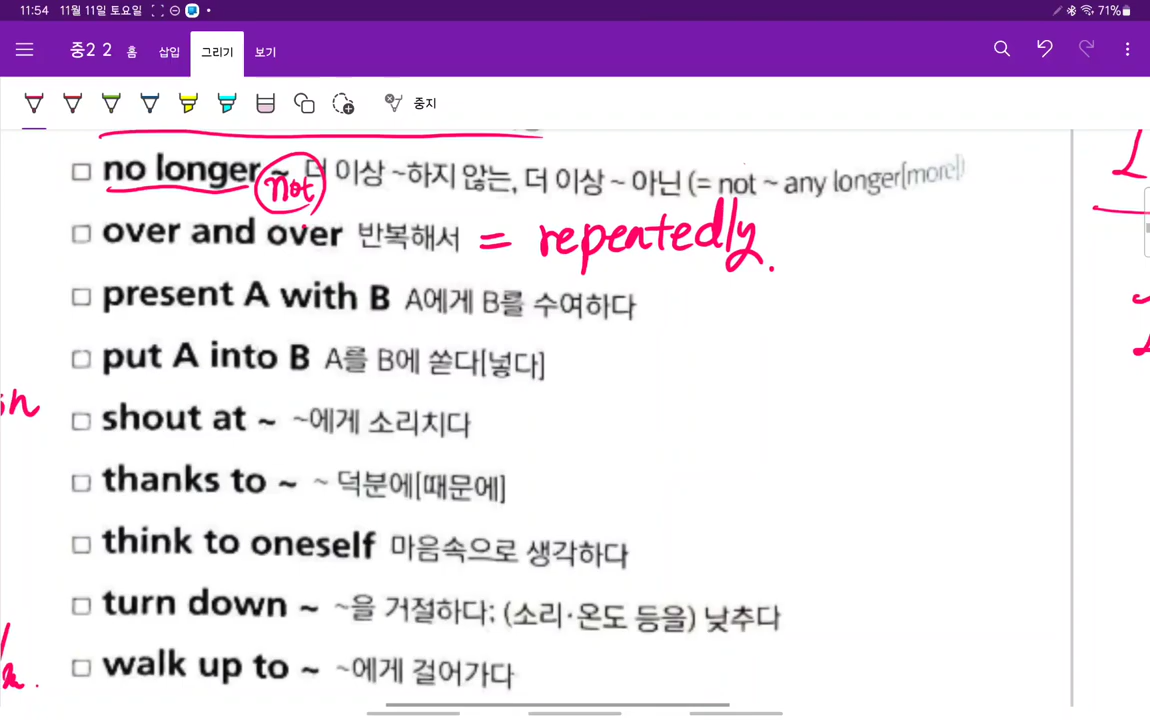 11:54 11월 11일 토요일 71%
중2 2 홈 삽입 그리기 보기
중지
no longer ~ 더 이상 ~하지 않는, 더 이상 ~ 아닌 (= not ~ any longer[more])
not
over and over 반복해서 = repeatedly.
present A with B A에게 B를 수여하다
put A into B A를 B에 쏟다[넣다]
shout at ~ ~에게 소리치다
thanks to ~ ~ 덕분에[때문에]
think to oneself 마음속으로 생각하다
turn down ~ ~을 거절하다; (소리·온도 등을) 낮추다
walk up to ~ ~에게 걸어가다